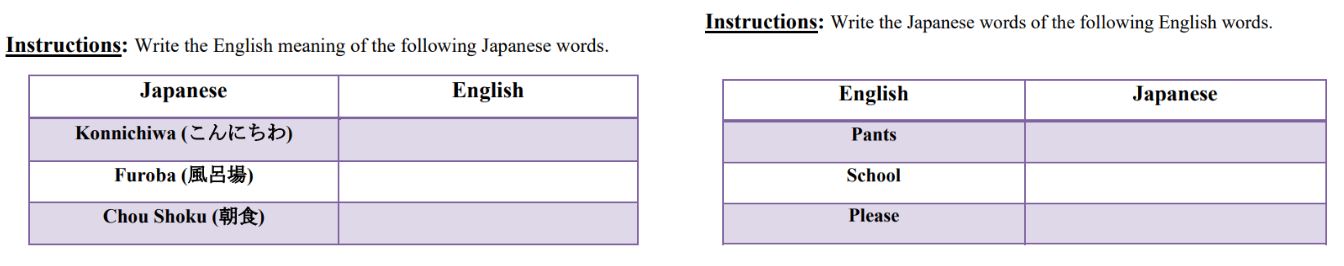 Instructions: Write the English meaning of the following Japanese words.
Japanese English
Konnichiwa (こんにちわ)
Furoba (風呂場)
Chou Shoku (朝食)
Instructions: Write the Japanese words of the following English words.
English Japanese
Pants
School
Please